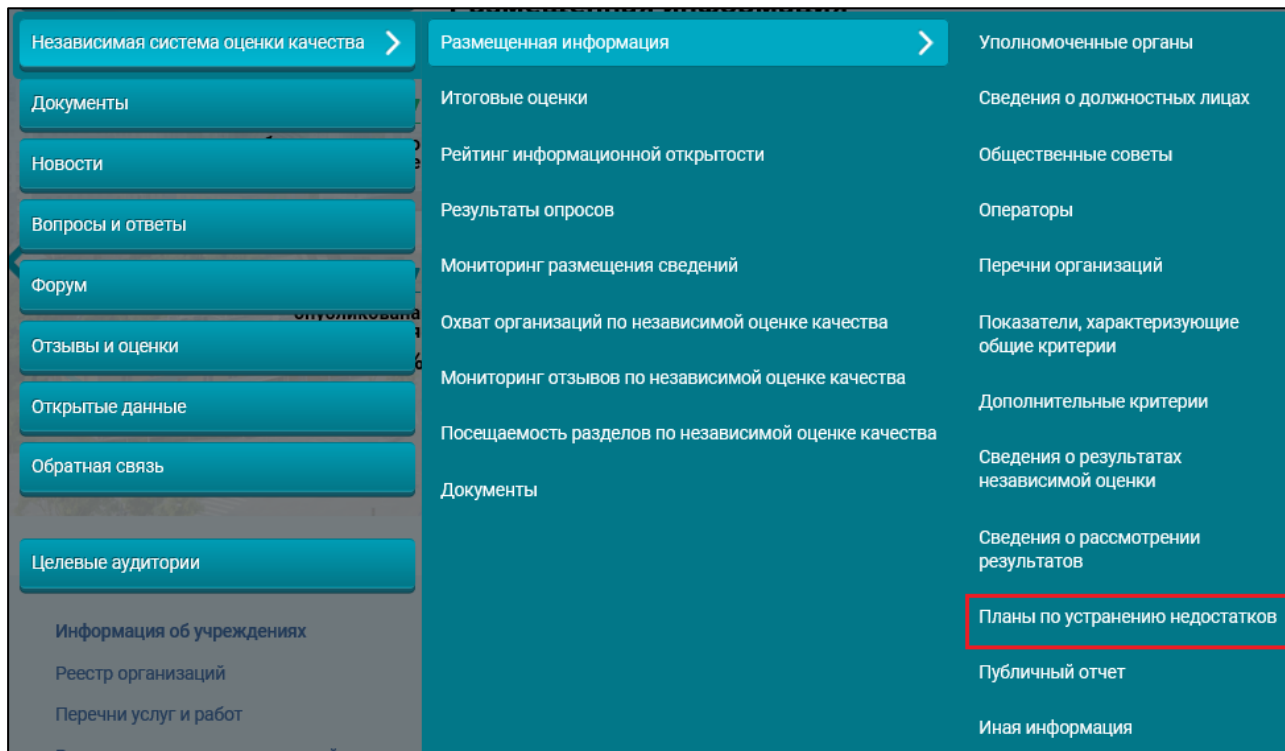 Независимая система оценки качества
Документы
Новости
Вопросы и ответы
Форум
Отзывы и оценки
Открытые данные
Обратная связь
Целевые аудитории
Информация об учреждениях
Реестр организаций
Перечни услуг и работ
Размещенная информация
Итоговые оценки
Рейтинг информационной открытости
Результаты опросов
Мониторинг размещения сведений
Охват организаций по независимой оценке качества
Мониторинг отзывов по независимой оценке качества
Посещаемость разделов по независимой оценке качества
Документы
Уполномоченные органы
Сведения о должностных лицах
Общественные советы
Операторы
Перечни организаций
Показатели, характеризующие
общие критерии
Дополнительные критерии
Сведения о результатах
независимой оценки
Сведения о рассмотрении
результатов
Планы по устранению недостатков
Публичный отчет
Иная информация